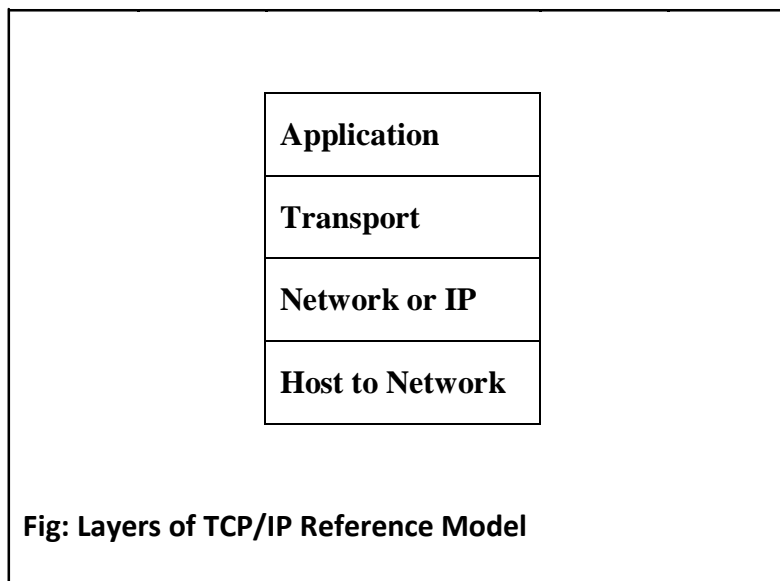 Application
Transport
Network or IP
Host to Network
Fig: Layers of TCP/IP Reference Model